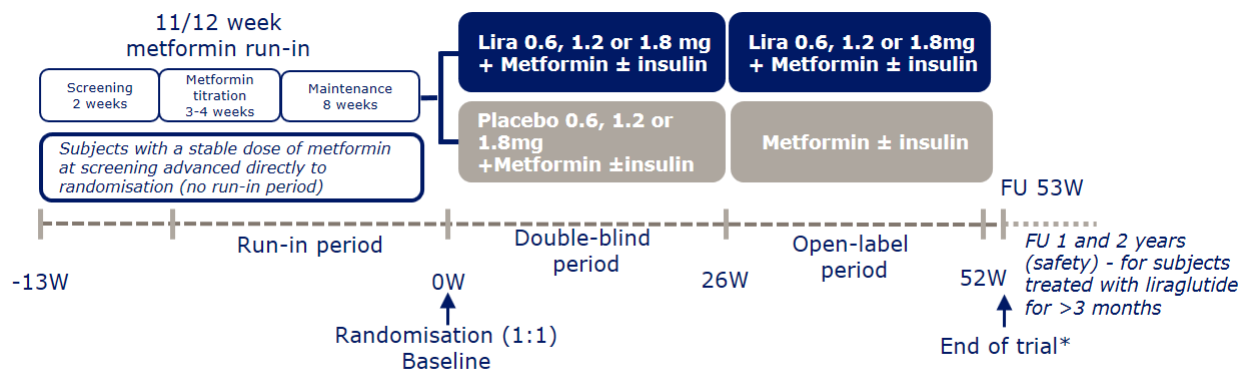 11/12 week
metformin run-in
Screening
2 weeks
Metformin
titration
3-4 weeks
Maintenance
8 weeks
Subjects with a stable dose of metformin
at screening advanced directly to
randomisation (no run-in period)
Lira 0.6, 1.2 or 1.8 mg
+ Metformin ± insulin
Lira 0.6, 1.2 or 1.8mg
+ Metformin ± insulin
Placebo 0.6, 1.2 or
1.8mg
+Metformin ±insulin
Metformin ± insulin
FU 53W
Run-in period
Double-blind
period
Open-label
period
FU 1 and 2 years
(safety) - for subjects
treated with liraglutide
for >3 months
-13W
0W
26W
52W
Randomisation (1:1)
Baseline
End of trial*